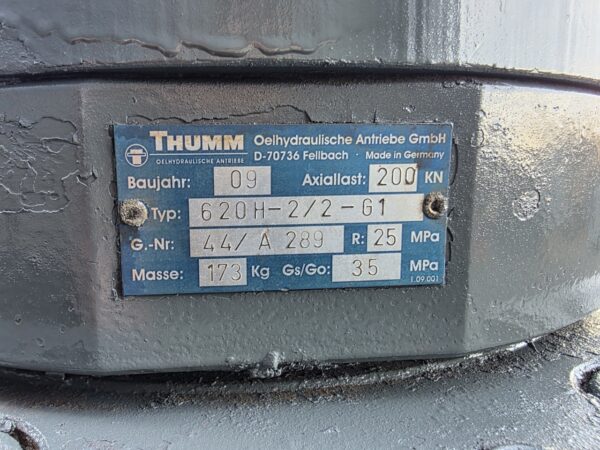 THUMM Oelhydraulische Antriebe GmbH
OELHYDRAULISCHE ANTRIEBE D-70736 Fellbach · Made in Germany
Baujahr: 09 Axiallast: 200 KN
Typ: 620H-2/2-G1
G.-Nr: 44/ A 289 R: 25 MPa
Masse: 173 Kg Gs/Go: 35 MPa
1.09.001